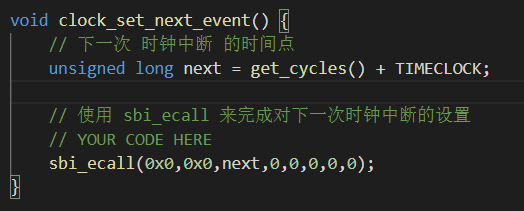 void clock_set_next_event() {
// 下一次 时钟中断 的时间点
unsigned long next = get_cycles() + TIMECLOCK;
// 使用 sbi_ecall 来完成对下一次时钟中断的设置
// YOUR CODE HERE
sbi_ecall(0x0,0x0,next,0,0,0,0,0);
}